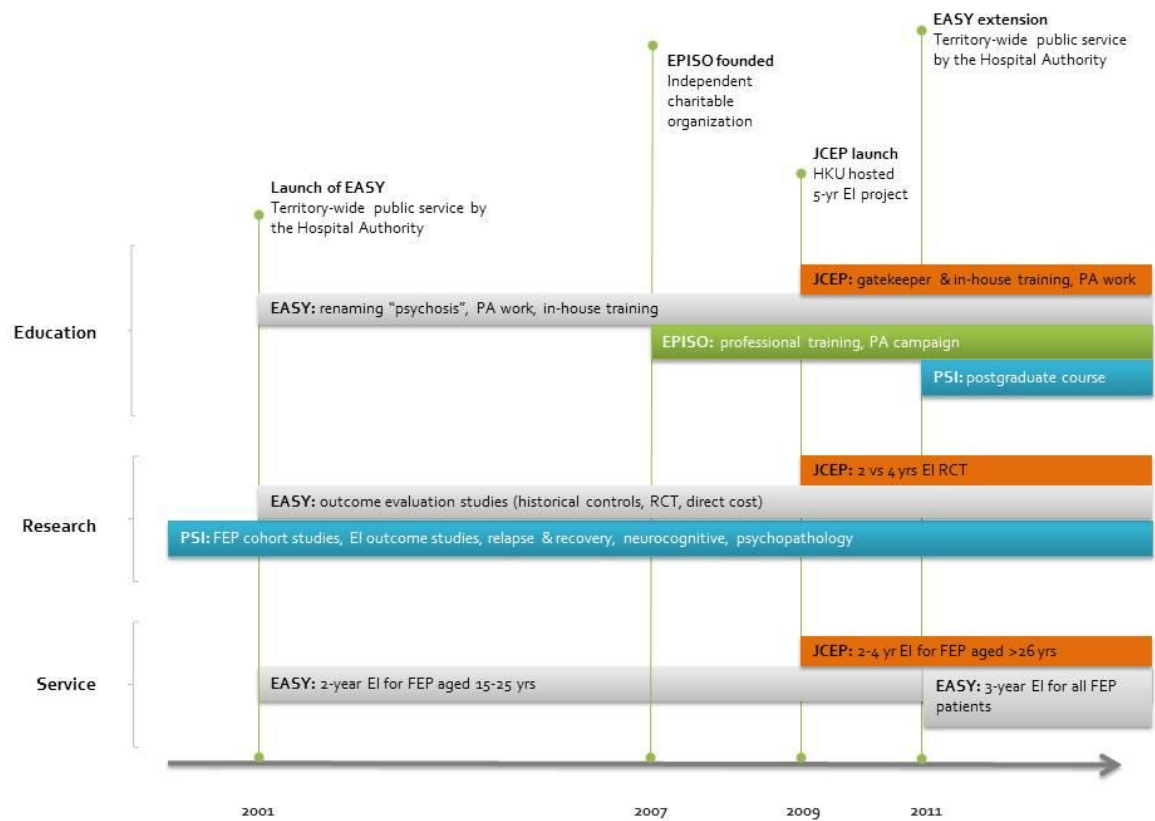 EASY extension
Territory-wide public service
by the Hospital Authority
EPISO founded
Independent
charitable
organization
JCEP launch
HKU hosted
5-yr EI project
Launch of EASY
Territory-wide public service by
the Hospital Authority
Education
JCEP: gatekeeper & in-house training, PA work
EASY: renaming “psychosis”, PA work, in-house training
EPISO: professional training, PA campaign
PSI: postgraduate course
Research
JCEP: 2 vs 4 yrs EI RCT
EASY: outcome evaluation studies (historical controls, RCT, direct cost)
PSI: FEP cohort studies, EI outcome studies, relapse & recovery, neurocognitive, psychopathology
Service
JCEP: 2-4 yr EI for FEP aged >26 yrs
EASY: 2-year EI for FEP aged 15-25 yrs
EASY: 3-year EI for all FEP
patients
2001 2007 2009 2011